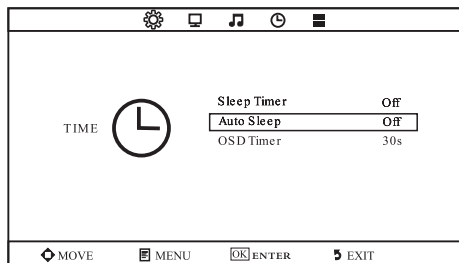 Sleep Timer Off
TIME
Auto Sleep Off
OSD Timer 30s
MOVE MENU OK ENTER EXIT